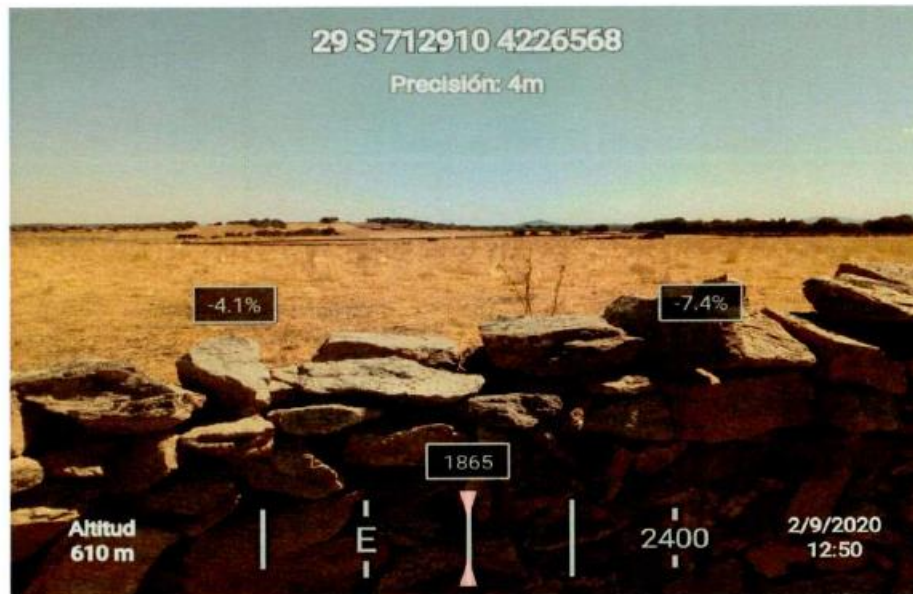 29 S 712910 4226568
Precisión: 4m
-4.1%
-7.4%
1865
Altitud
610 m
E
2400
2/9/2020
12:50